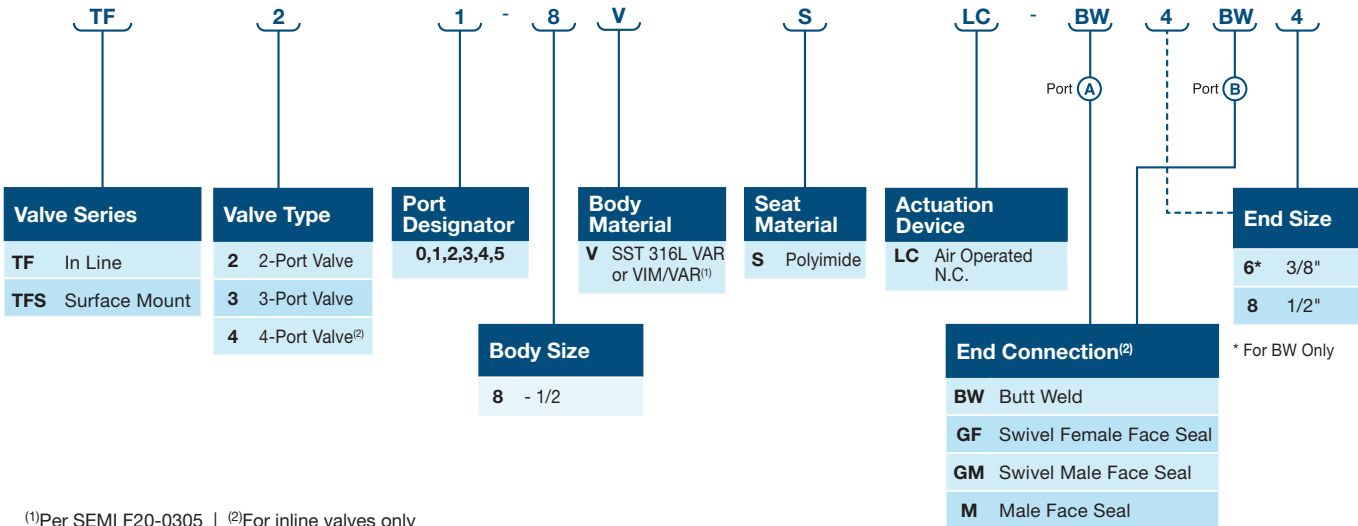 TF 2 1 - 8 V S LC - BW 4 BW 4
Port A
Port B
Valve Series
TF In Line
TFS Surface Mount
Valve Type
2 2-Port Valve
3 3-Port Valve
4 4-Port Valve(2)
Port
Designator
0,1,2,3,4,5
Body Size
8 - 1/2
Body
Material
V SST 316L VAR
or VIM/VAR(1)
Seat
Material
S Polyimide
Actuation
Device
LC Air Operated
N.C.
End Connection(2)
BW Butt Weld
GF Swivel Female Face Seal
GM Swivel Male Face Seal
M Male Face Seal
End Size
6* 3/8"
8 1/2"
* For BW Only
(1)Per SEMI F20-0305 | (2)For inline valves only